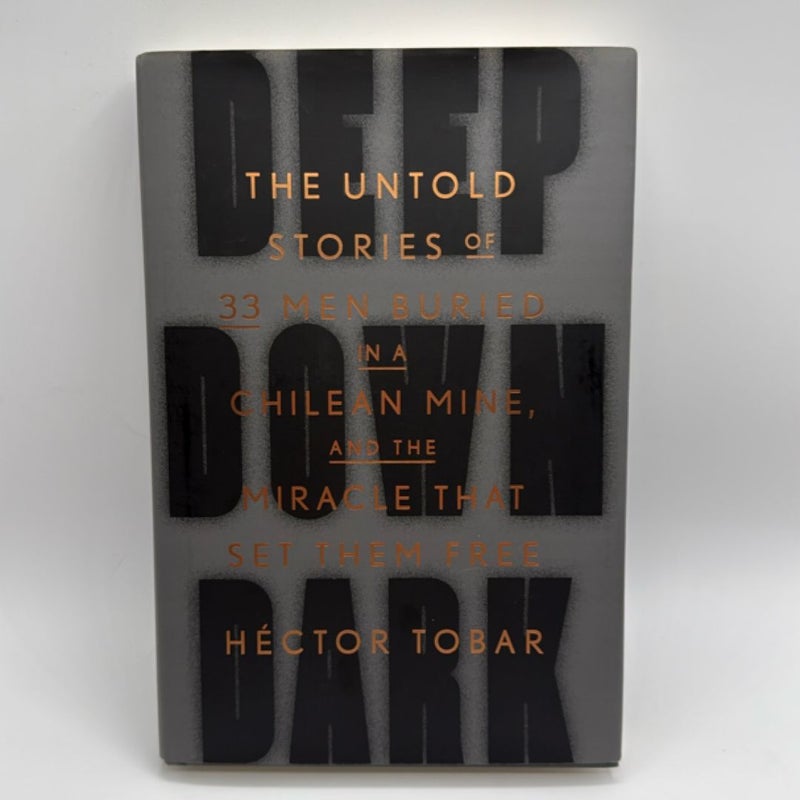 DEEP
THE UNTOLD
STORIES OF
33 MEN BURIED
DOWN
IN A
CHILEAN MINE,
AND THE
MIRACLE THAT
SET THEM FREE
DARK
HÉCTOR TOBAR